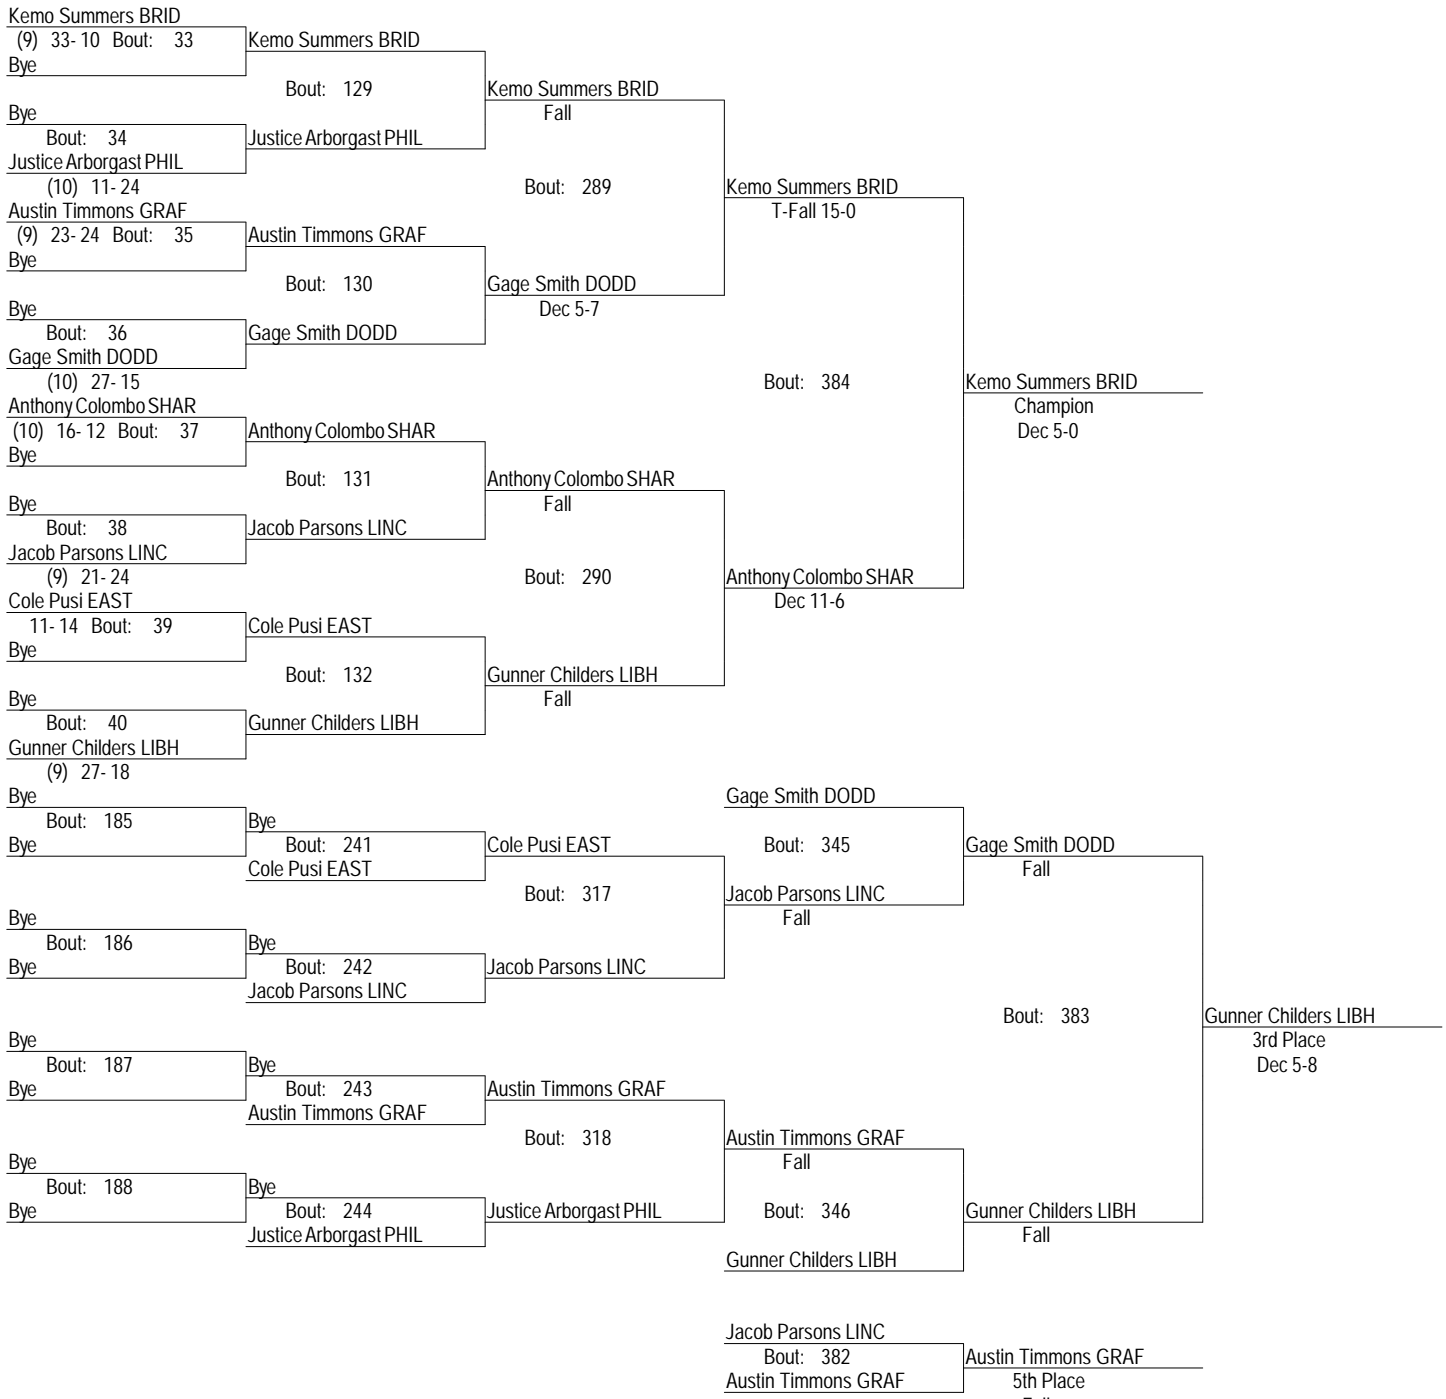 Kemo Summers BRID
(9) 33- 10 Bout: 33 Kemo Summers BRID
Bye
Bout: 129 Kemo Summers BRID
Bye Fall
Bout: 34 Justice Arborgast PHIL
Justice Arborgast PHIL
(10) 11- 24 Bout: 289 Kemo Summers BRID
Austin Timmons GRAF T-Fall 15-0
(9) 23- 24 Bout: 35 Austin Timmons GRAF
Bye
Bout: 130 Gage Smith DODD
Bye Dec 5-7
Bout: 36 Gage Smith DODD
Gage Smith DODD
(10) 27- 15 Bout: 384 Kemo Summers BRID
Anthony Colombo SHAR Champion
(10) 16- 12 Bout: 37 Anthony Colombo SHAR Dec 5-0
Bye
Bout: 131 Anthony Colombo SHAR
Bye Fall
Bout: 38 Jacob Parsons LINC
Jacob Parsons LINC
(9) 21- 24 Bout: 290 Anthony Colombo SHAR
Cole Pusi EAST Dec 11-6
11- 14 Bout: 39 Cole Pusi EAST
Bye
Bout: 132 Gunner Childers LIBH
Bye Fall
Bout: 40 Gunner Childers LIBH
Gunner Childers LIBH
(9) 27- 18
Bye Gage Smith DODD
Bout: 185 Bye
Bye Bout: 241 Cole Pusi EAST Bout: 345 Gage Smith DODD
Cole Pusi EAST Fall
Bout: 317 Jacob Parsons LINC
Bye Fall
Bout: 186 Bye
Bye Bout: 242 Jacob Parsons LINC
Jacob Parsons LINC
Bout: 383 Gunner Childers LIBH
Bye 3rd Place
Bout: 187 Bye Dec 5-8
Bye Bout: 243 Austin Timmons GRAF
Austin Timmons GRAF
Bout: 318 Austin Timmons GRAF
Bye Fall
Bout: 188 Bye
Bye Bout: 244 Justice Arborgast PHIL Bout: 346 Gunner Childers LIBH
Justice Arborgast PHIL Fall
Gunner Childers LIBH
Jacob Parsons LINC
Bout: 382 Austin Timmons GRAF
Austin Timmons GRAF 5th Place